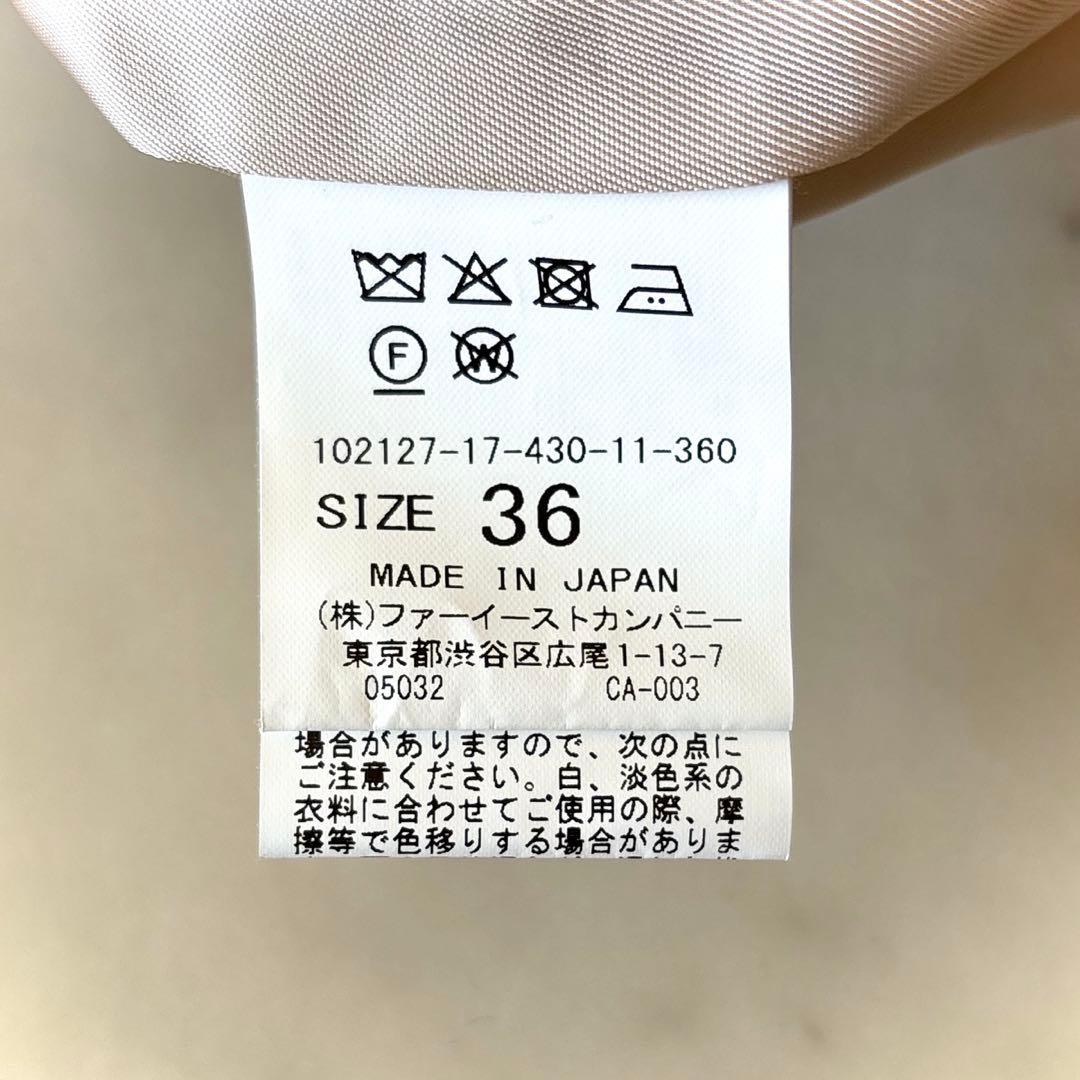 F W
102127-17-430-11-360
SIZE 36
MADE IN JAPAN
(株)ファーイーストカンパニー
東京都渋谷区広尾1-13-7
05032 CA-003
場合がありますので、次の点に
ご注意ください。白、淡色系の
衣料に合わせてご使用の際、摩
擦等で色移りする場合がありま